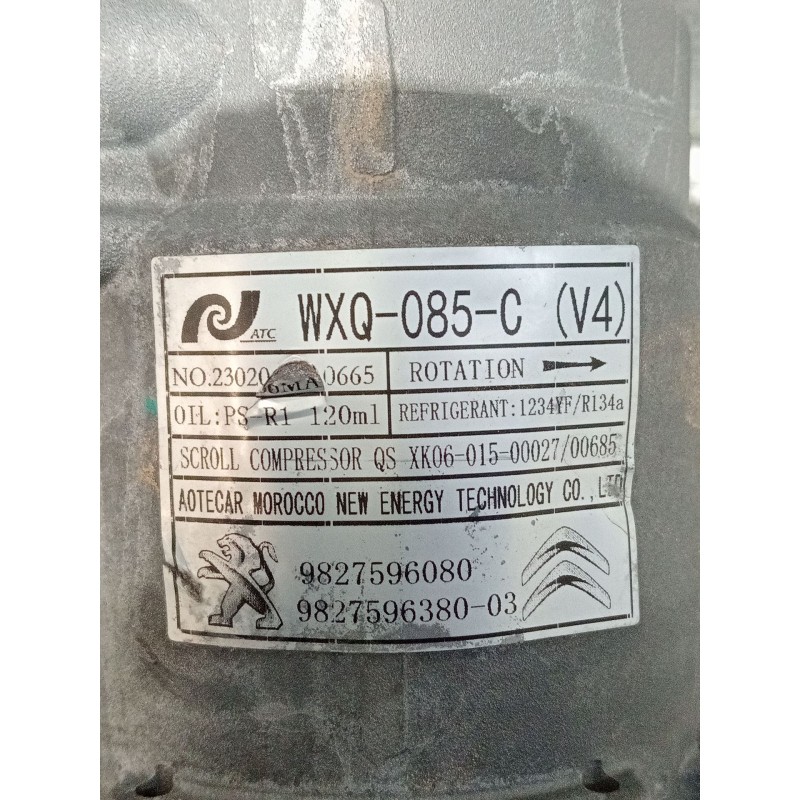 ATC WXQ-085-C (V4)
NO.23020 0665 ROTATION
OIL:PS R1 120ml REFRIGERANT:1234YF/R134a
SCROLL COMPRESSOR QS XK06-015-00027/00685
AOTECAR MOROCCO NEW ENERGY TECHNOLOGY CO.,LTD
9827596080
9827596380-03